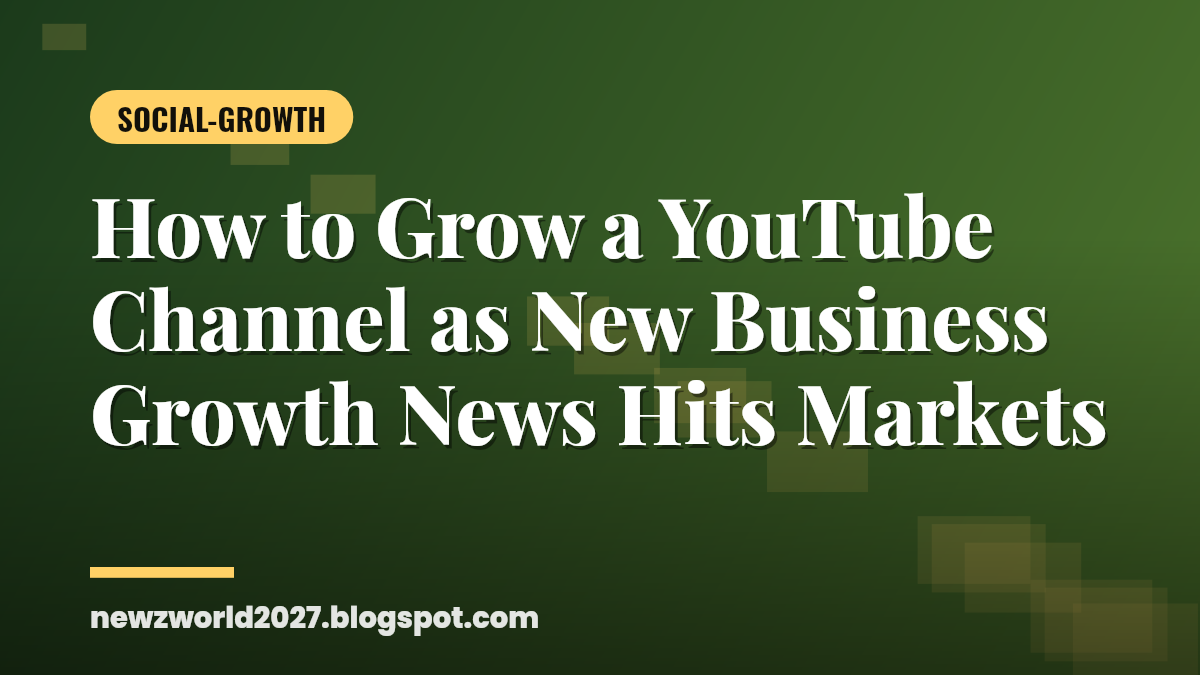 SOCIAL-GROWTH
How to Grow a YouTube
Channel as New Business
Growth News Hits Markets
newzworld2027.blogspot.com